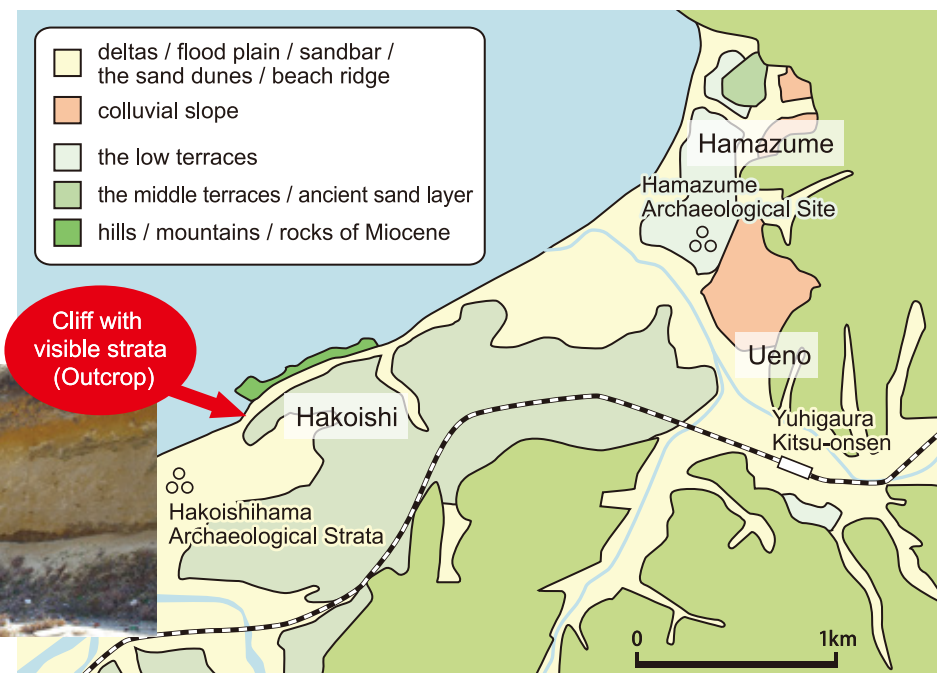 deltas / flood plain / sandbar /
the sand dunes / beach ridge
colluvial slope
the low terraces
the middle terraces / ancient sand layer
hills / mountains / rocks of Miocene
Hamazume
Hamazume
Archaeological Site
Cliff with
visible strata
(Outcrop)
Ueno
Hakoishi
Yuhigaura
Kitsu-onsen
Hakoishihama
Archaeological Strata
0 1km